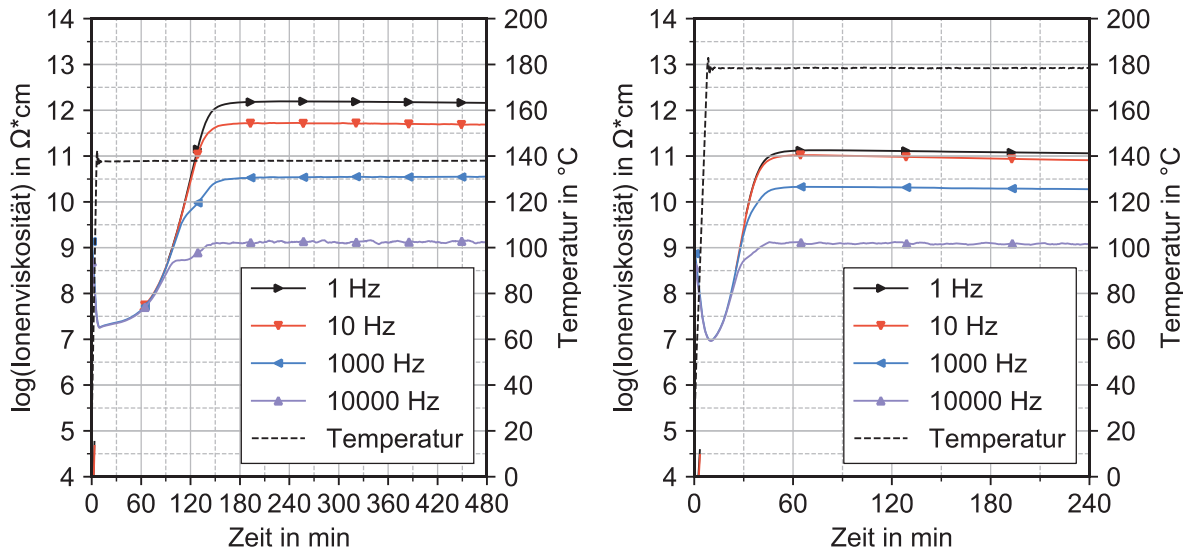 log(Ionenviskosität) in Ω*cm
14
13
12
11
10
9
8
7
6
5
4
0 60 120 180 240 300 360 420 480
Zeit in min
200
180
160
140
120
100
80
60
40
20
0
Temperatur in °C
1 Hz
10 Hz
1000 Hz
10000 Hz
Temperatur
log(Ionenviskosität) in Ω*cm
14
13
12
11
10
9
8
7
6
5
4
0 60 120 180 240
Zeit in min
200
180
160
140
120
100
80
60
40
20
0
Temperatur in °C
1 Hz
10 Hz
1000 Hz
10000 Hz
Temperatur